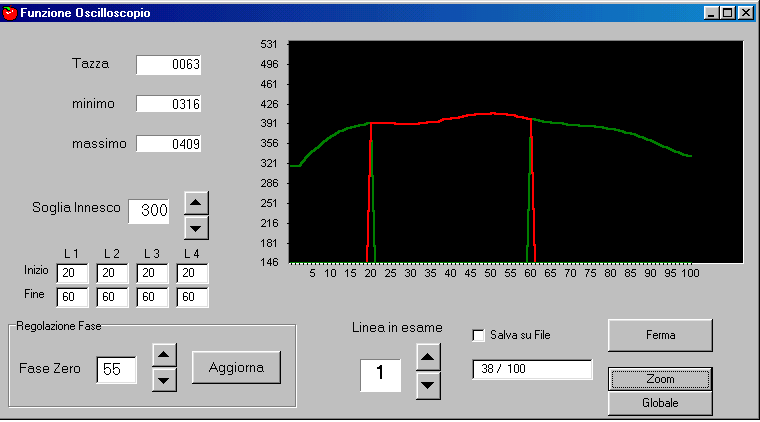 Funzione Oscilloscopio
Tazza 0063
minimo 0316
massimo 0409
Soglia Innesco 300
L 1 L 2 L 3 L 4
Inizio 20 20 20 20
Fine 60 60 60 60
531
496
461
426
391
356
321
286
251
216
181
146
5 10 15 20 25 30 35 40 45 50 55 60 65 70 75 80 85 90 95 100
Regolazione Fase
Fase Zero 55 Aggiorna
Linea in esame
1
Salva su File
38 / 100
Ferma
Zoom
Globale